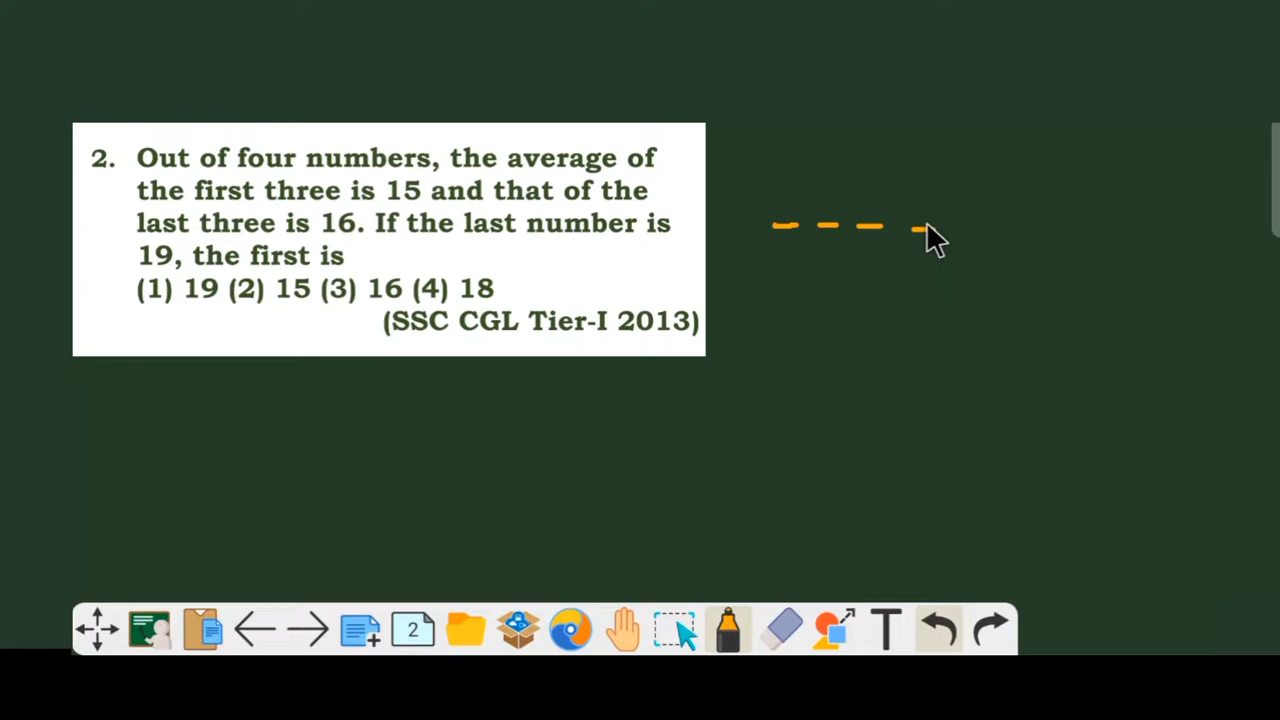 2. Out of four numbers, the average of
the first three is 15 and that of the
last three is 16. If the last number is
19, the first is
(1) 19 (2) 15 (3) 16 (4) 18
(SSC CGL Tier-I 2013)
2
T